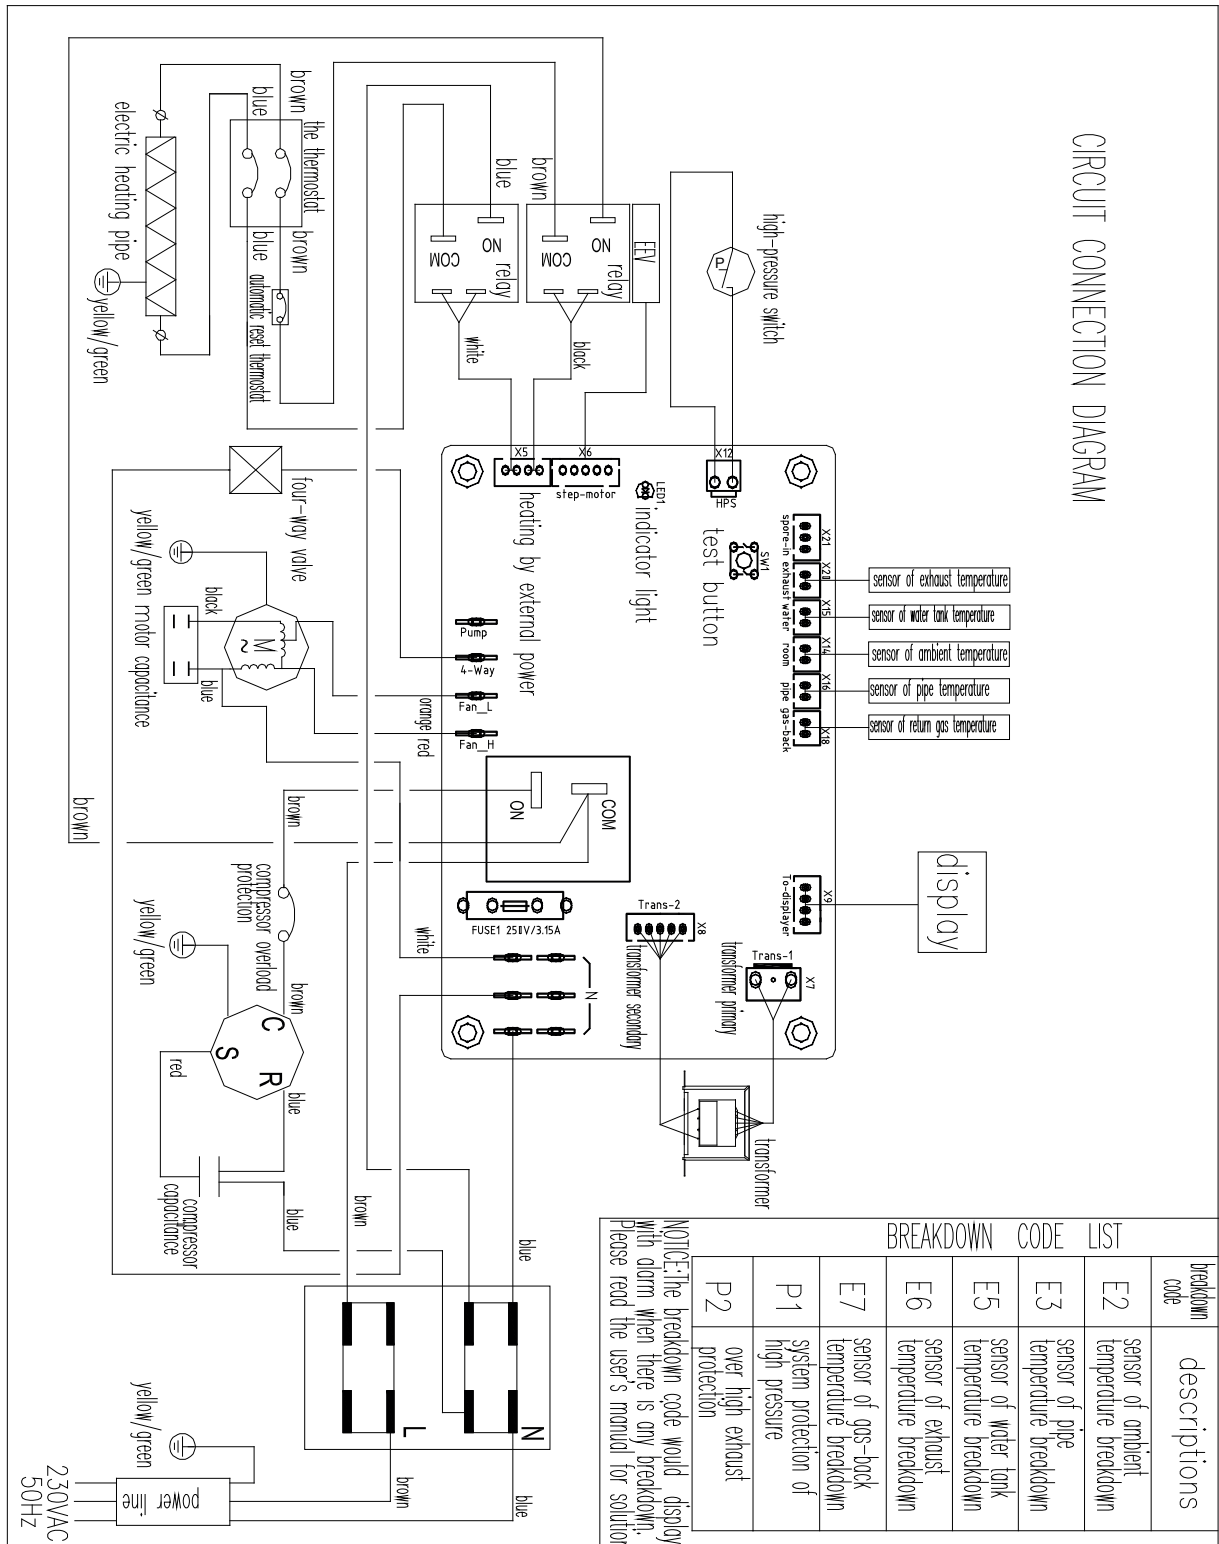 CIRCUIT CONNECTION DIAGRAM
brown
blue
the thermostat
electric heating pipe
yellow/green
brown
blue
automatic reset thermostat
blue
brown
NO
COM
relay
NO
COM
relay
EEV
white
black
high-pressure switch
P
four-way valve
yellow/green
motor capacitance
black
blue
M
~
X5
X6
step-motor
heating by external power
LED1
indicator light
X12
HPS
test button
SW1
X21
spore-in
X20
exhaust
X15
water
X14
room
X16
pipe
X18
gas-back
sensor of exhaust temperature
sensor of water tank temperature
sensor of ambient temperature
sensor of pipe temperature
sensor of return gas temperature
Pump
4-Way
Fan_L
Fan_H
orange
red
COM
ON
brown
brown
compressor overload
protection
yellow/green
brown
C
S
R
red
blue
compressor
capacitance
blue
white
FUSE1 250V/3.15A
N
Trans-2
X8
transformer secondary
Trans-1
X7
transformer primary
X9
To-displayer
display
transformer
brown
blue
L
N
yellow/green
brown
blue
power line
230VAC
50Hz
BREAKDOWN CODE LIST
breakdown
code
descriptions
E2
sensor of ambient
temperature breakdown
E3
sensor of pipe
temperature breakdown
E5
sensor of water tank
temperature breakdown
E6
sensor of exhaust
temperature breakdown
E7
sensor of gas-back
temperature breakdown
P1
system protection of
high pressure
P2
over high exhaust
protection
NOTICE:The breakdown code would display
with alarm when there is any breakdown.
Please read the user's manual for solution